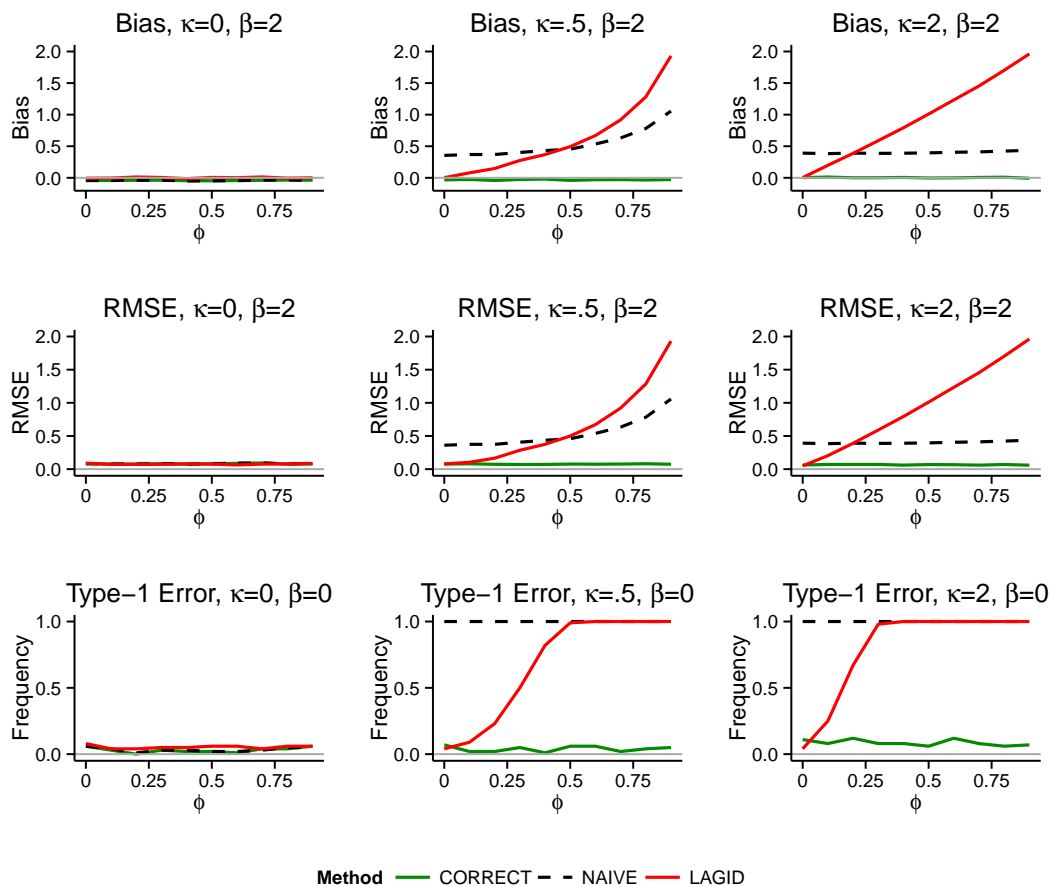 Bias, κ=0, β=2
Bias, κ=.5, β=2
Bias, κ=2, β=2
Bias
2.0
1.5
1.0
0.5
0.0
0 0.25 0.5 0.75
ϕ
Bias
2.0
1.5
1.0
0.5
0.0
0 0.25 0.5 0.75
ϕ
Bias
2.0
1.5
1.0
0.5
0.0
0 0.25 0.5 0.75
ϕ
RMSE, κ=0, β=2
RMSE, κ=.5, β=2
RMSE, κ=2, β=2
RMSE
2.0
1.5
1.0
0.5
0.0
0 0.25 0.5 0.75
ϕ
RMSE
2.0
1.5
1.0
0.5
0.0
0 0.25 0.5 0.75
ϕ
RMSE
2.0
1.5
1.0
0.5
0.0
0 0.25 0.5 0.75
ϕ
Type−1 Error, κ=0, β=0
Type−1 Error, κ=.5, β=0
Type−1 Error, κ=2, β=0
Frequency
1.0
0.5
0.0
0 0.25 0.5 0.75
ϕ
Frequency
1.0
0.5
0.0
0 0.25 0.5 0.75
ϕ
Frequency
1.0
0.5
0.0
0 0.25 0.5 0.75
ϕ
Method CORRECT NAIVE LAGID